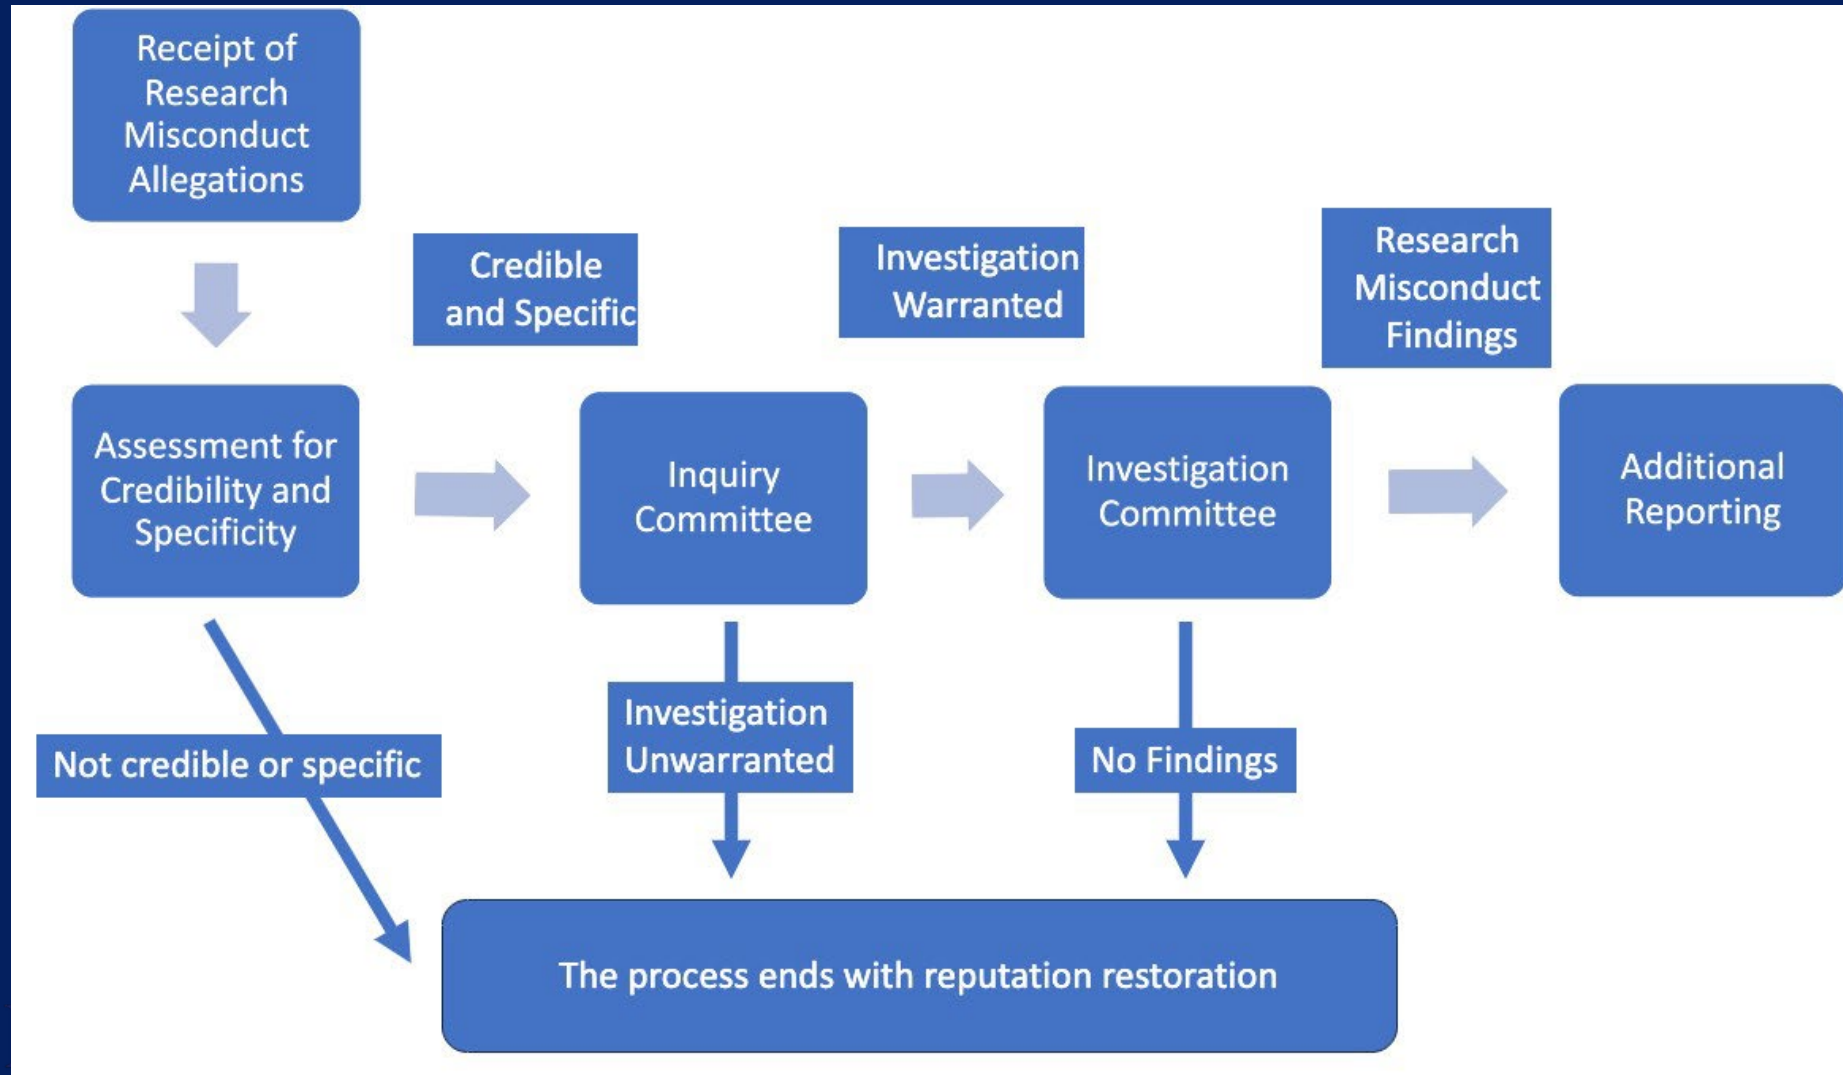 Receipt of
Research
Misconduct
Allegations
Credible
and Specific
Investigation
Warranted
Research
Misconduct
Findings
Assessment for
Credibility and
Specificity
Inquiry
Committee
Investigation
Committee
Additional
Reporting
Not credible or specific
Investigation
Unwarranted
No Findings
The process ends with reputation restoration